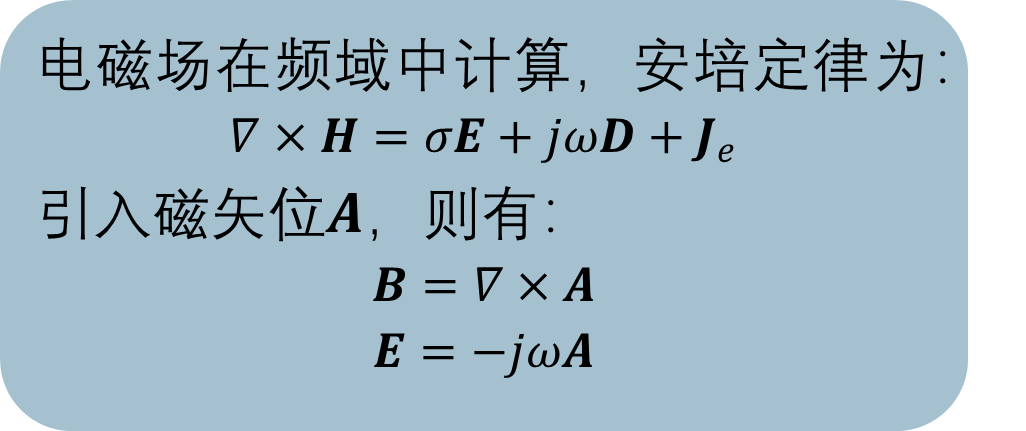 电磁场在频域中计算，安培定律为：
∇ × H = σE + jωD + Jₑ
引入磁矢位A，则有：
B = ∇ × A
E = −jωA